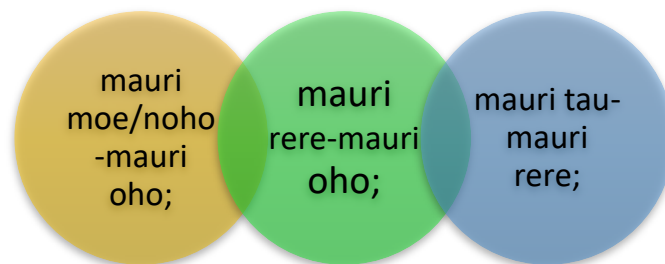 mauri
moe/noho
-mauri
oho;
mauri
rere-mauri
oho;
mauri tau-
mauri
rere;